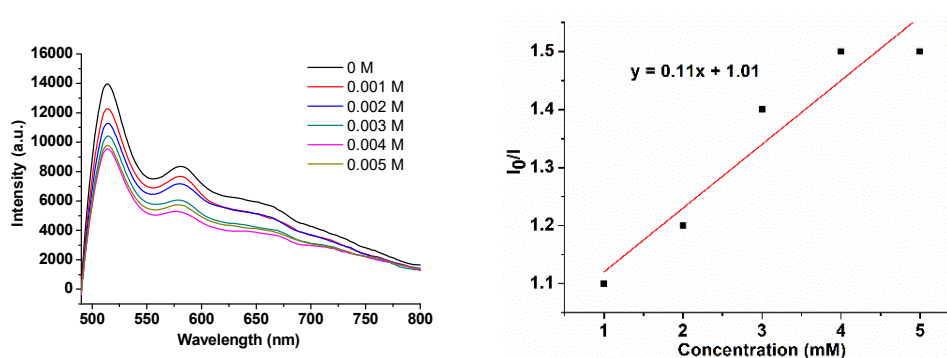 16000
14000
12000
10000
8000
6000
4000
2000
0
Intensity (a.u.)
500 550 600 650 700 750 800
Wavelength (nm)
0 M
0.001 M
0.002 M
0.003 M
0.004 M
0.005 M
1.5
1.4
1.3
1.2
1.1
I0/I
y = 0.11x + 1.01
1 2 3 4 5
Concentration (mM)